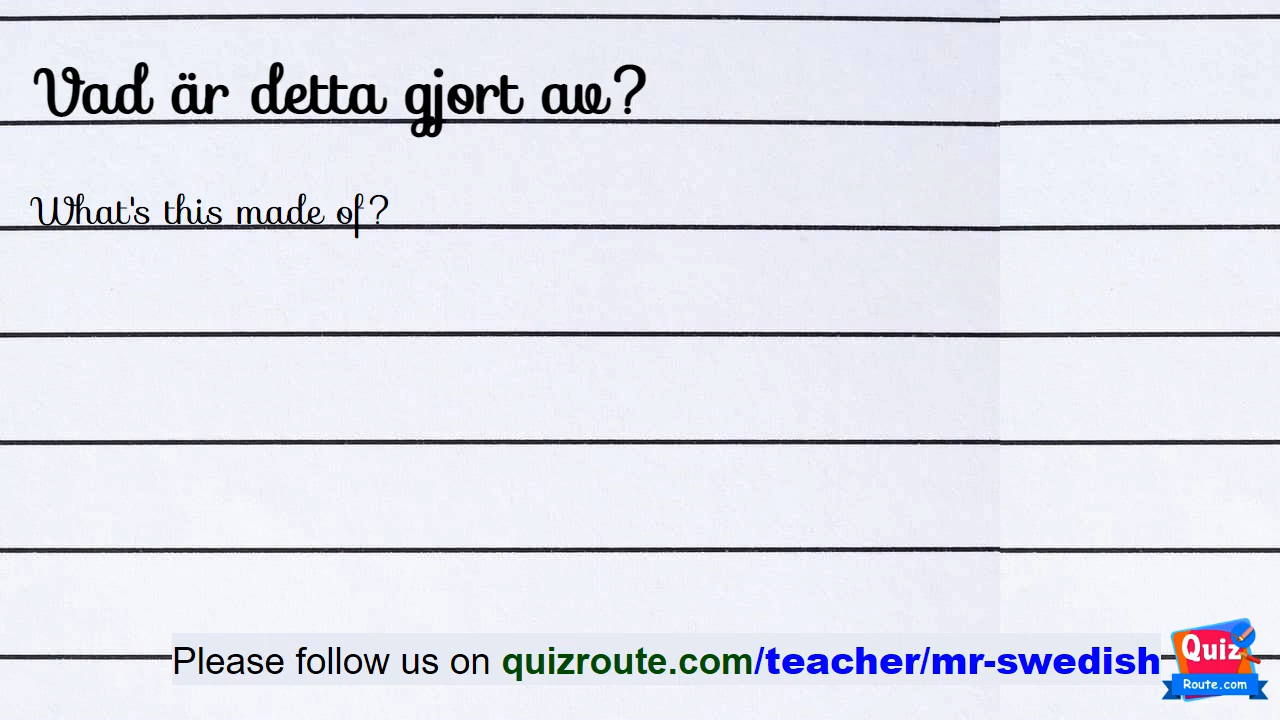 Vad är detta gjort av?
What's this made of?
Please follow us on quizroute.com/teacher/mr-swedish
Quiz
Route.com